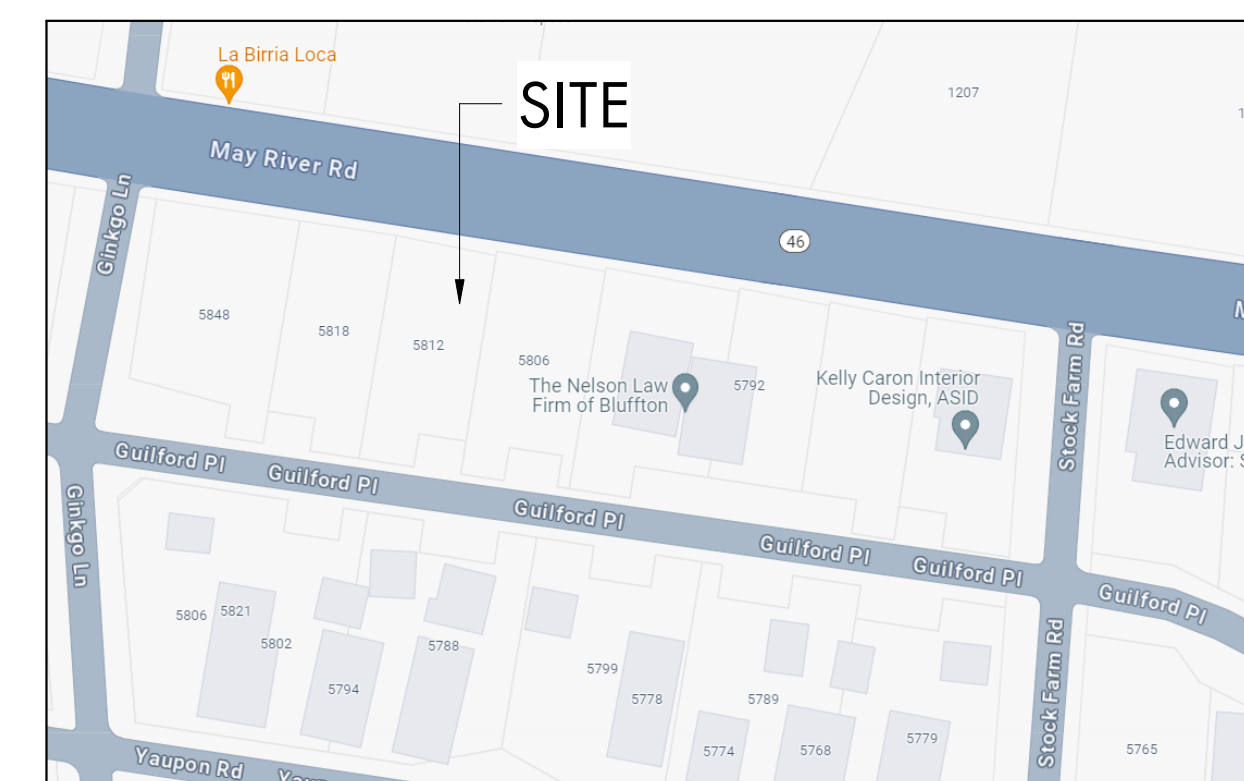 La Birria Loca
SITE
1207
May River Rd
Ginkgo Ln
46
5848
5818
5812
5806
The Nelson Law
Firm of Bluffton
5792
Kelly Caron Interior
Design, ASID
Stock Farm Rd
Edward J
Advisor: S
Guilford Pl
Guilford Pl
Guilford Pl
Guilford Pl
Guilford Pl
Guilford Pl
Ginkgo Ln
5806
5821
5802
5788
5794
5799
5778
5789
5774
5768
5779
Stock Farm Rd
5765
Yaupon Rd